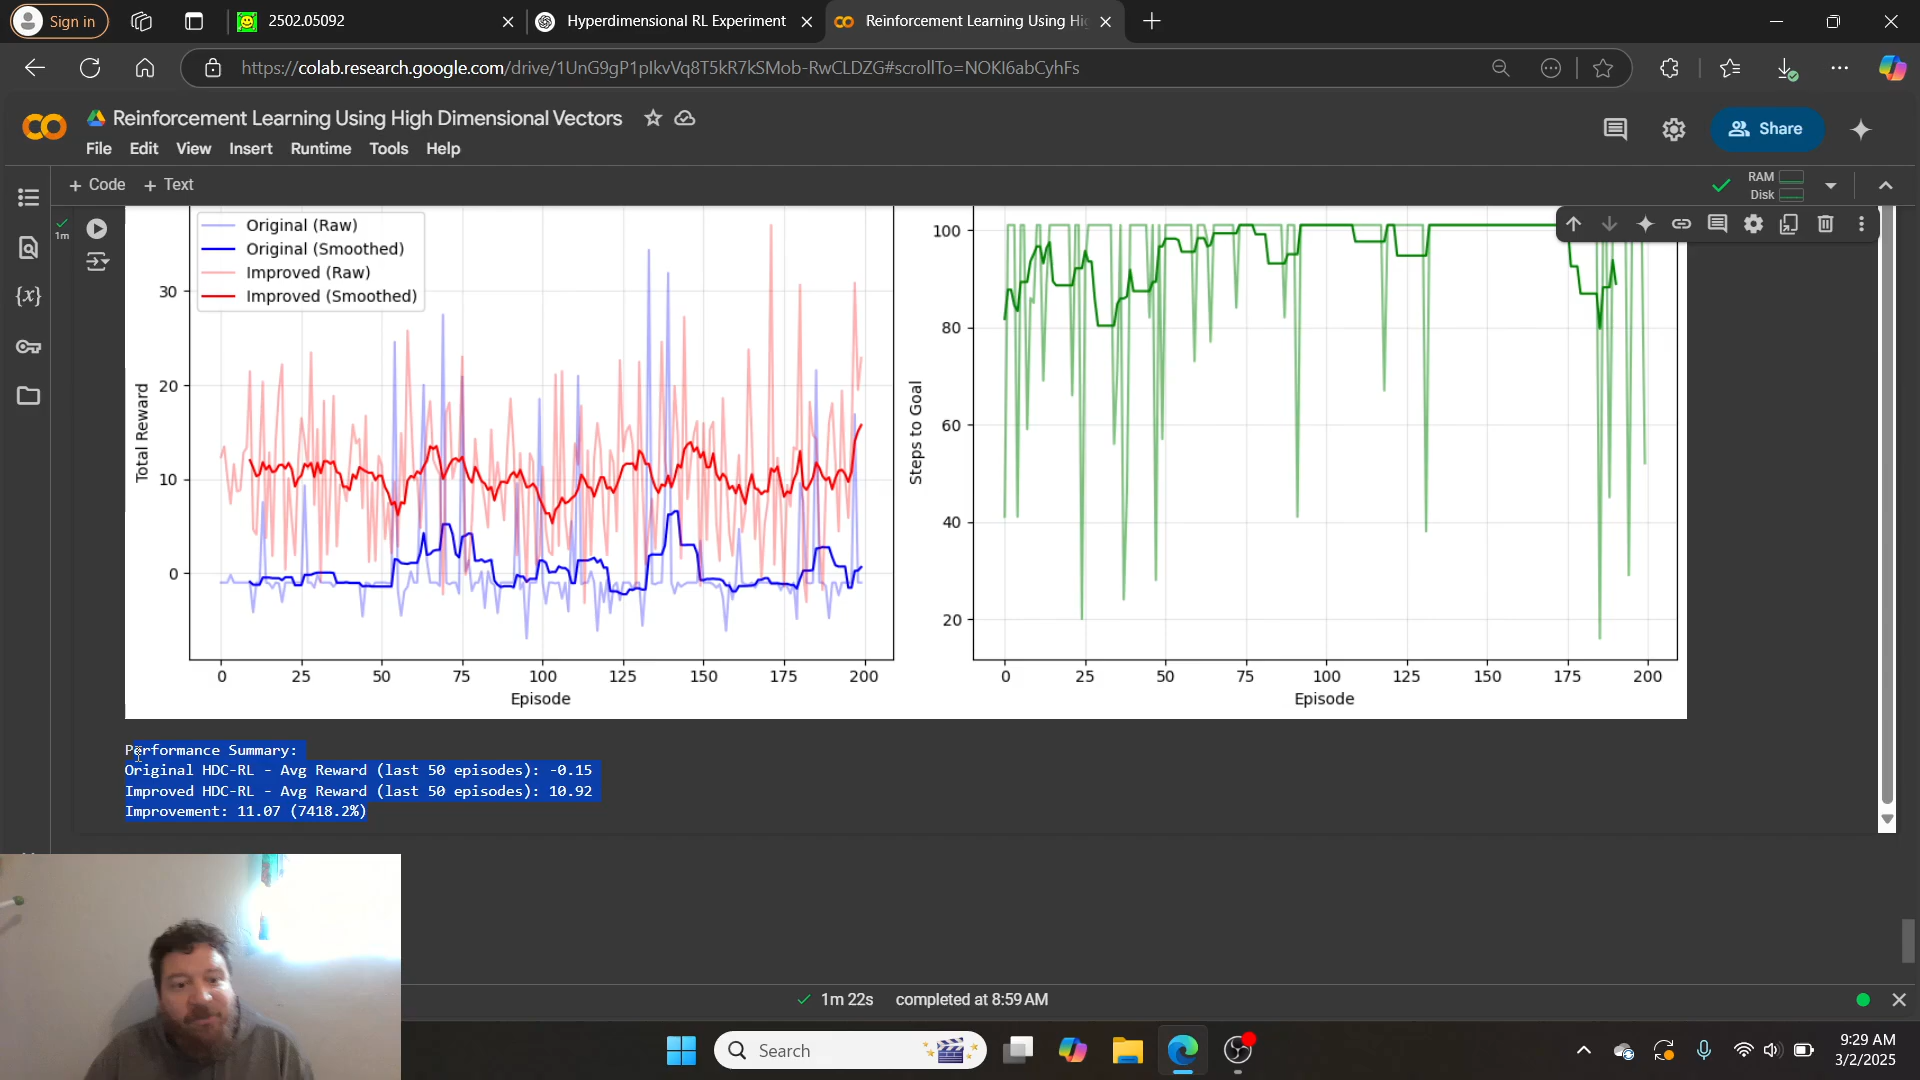 Sign in
2502.05092
Hyperdimensional RL Experiment
Reinforcement Learning Using Hi
https://colab.research.google.com/drive/1UnG9gP1pIkvVq8T5kR7kSMob-RwCLDZG#scrollTo=NOKI6abCyhFs
CO
Reinforcement Learning Using High Dimensional Vectors
Share
File Edit View Insert Runtime Tools Help
+ Code + Text
RAM
Disk
1m
{x}
Original (Raw)
Original (Smoothed)
Improved (Raw)
Improved (Smoothed)
30
20
10
0
Total Reward
0 25 50 75 100 125 150 175 200
Episode
100
80
60
40
20
Steps to Goal
0 25 50 75 100 125 150 175 200
Episode
Performance Summary:
Original HDC-RL - Avg Reward (last 50 episodes): -0.15
Improved HDC-RL - Avg Reward (last 50 episodes): 10.92
Improvement: 11.07 (7418.2%)
1m 22s completed at 8:59 AM
Search
9:29 AM
3/2/2025